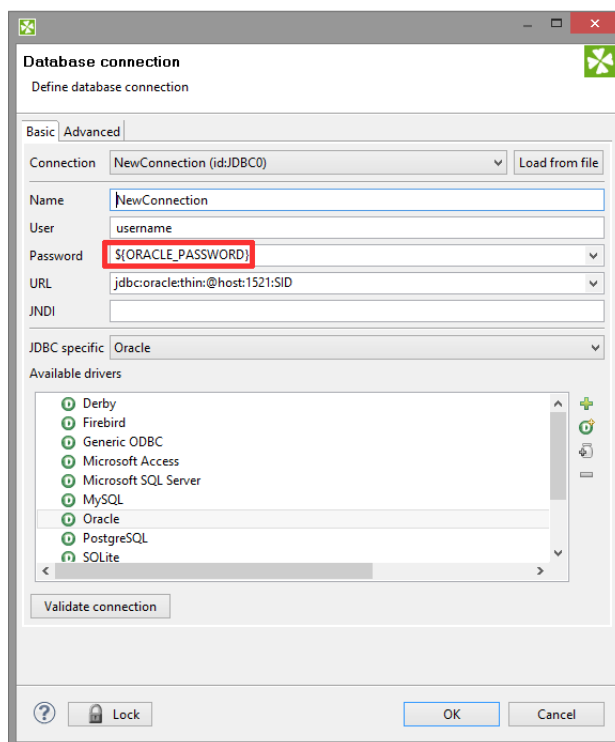 Database connection
Define database connection
Basic Advanced
Connection NewConnection (id:JDBC0) Load from file
Name NewConnection
User username
Password ${ORACLE_PASSWORD}
URL jdbc:oracle:thin:@host:1521:SID
JNDI
JDBC specific Oracle
Available drivers
Derby
Firebird
Generic ODBC
Microsoft Access
Microsoft SQL Server
MySQL
Oracle
PostgreSQL
SQLite
Validate connection
Lock OK Cancel